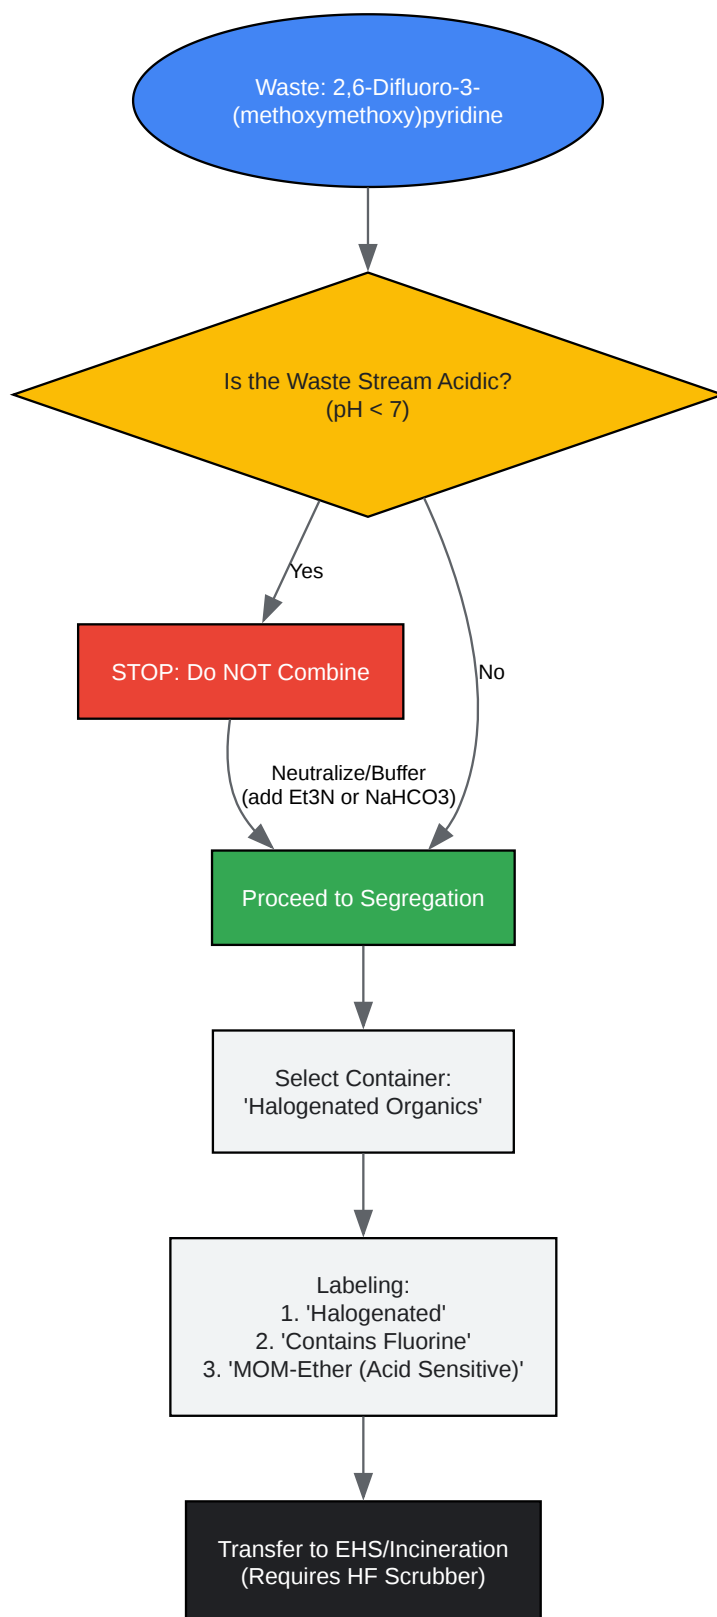 Waste: 2,6-Difluoro-3-
(methoxymethoxy)pyridine
Is the Waste Stream Acidic?
(pH < 7)
Yes
STOP: Do NOT Combine
No
Neutralize/Buffer
(add Et3N or NaHCO3)
Proceed to Segregation
Select Container:
'Halogenated Organics'
Labeling:
1. 'Halogenated'
2. 'Contains Fluorine'
3. 'MOM-Ether (Acid Sensitive)'
Transfer to EHS/Incineration
(Requires HF Scrubber)